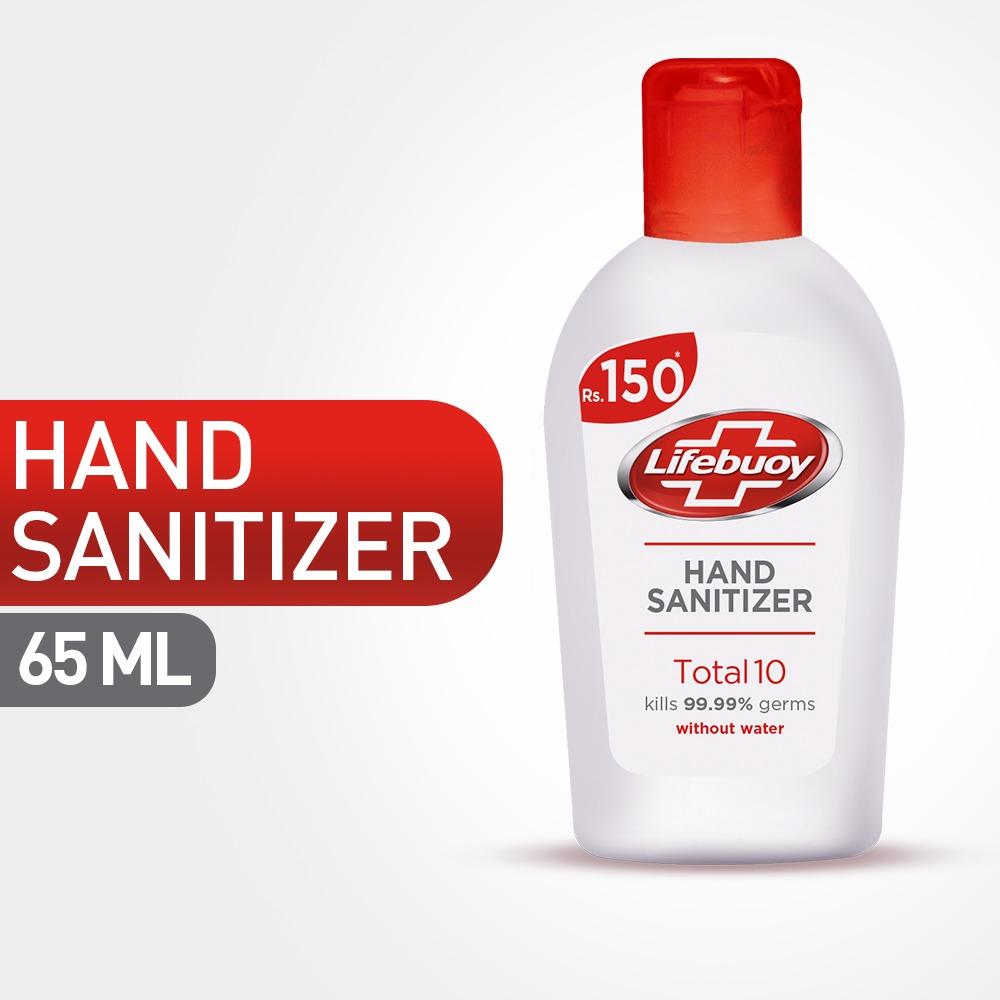 HAND
SANITIZER
65 ML
Rs.150*
Lifebuoy
HAND
SANITIZER
Total 10
kills 99.99% germs
without water